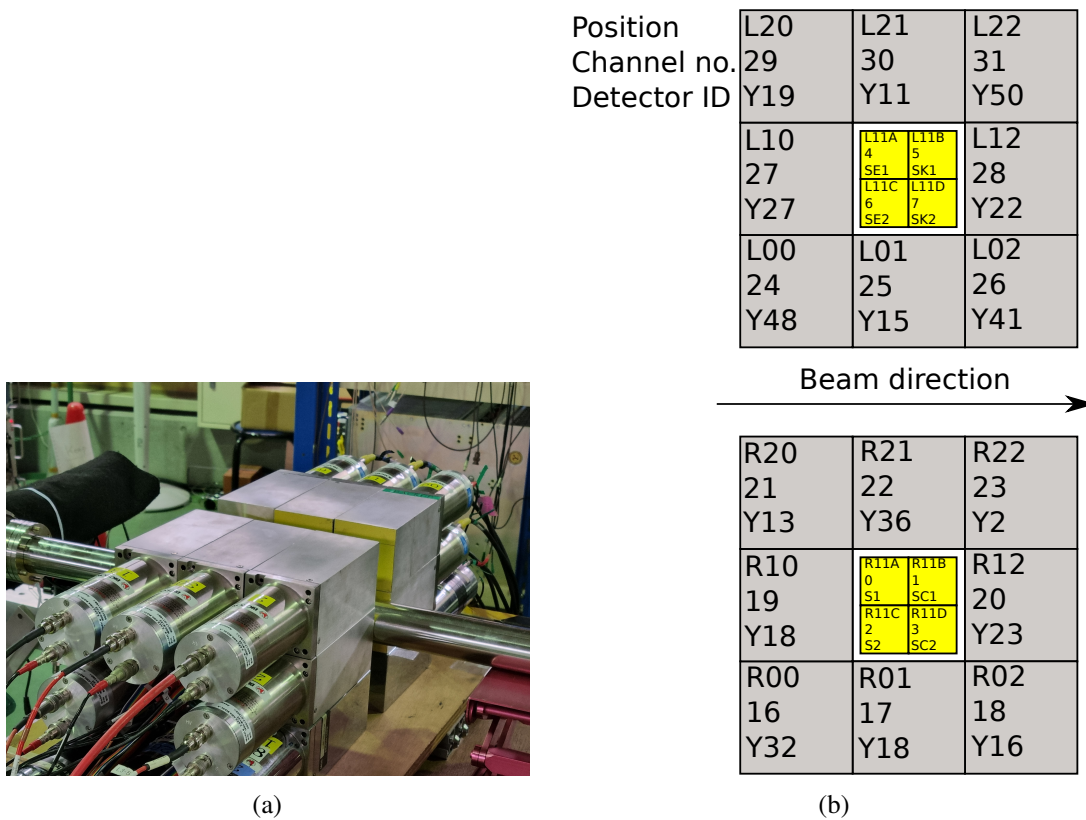 Position
Channel no.
Detector ID
L20
29
Y19
L21
30
Y11
L22
31
Y50
L10
27
Y27
L11A
4
SE1
L11B
5
SK1
L11C
6
SE2
L11D
7
SK2
L12
28
Y22
L00
24
Y48
L01
25
Y15
L02
26
Y41
Beam direction
R20
21
Y13
R21
22
Y36
R22
23
Y2
R10
19
Y18
R11A
0
S1
R11B
1
SC1
R11C
2
S2
R11D
3
SC2
R12
20
Y23
R00
16
Y32
R01
17
Y18
R02
18
Y16
(a)
(b)